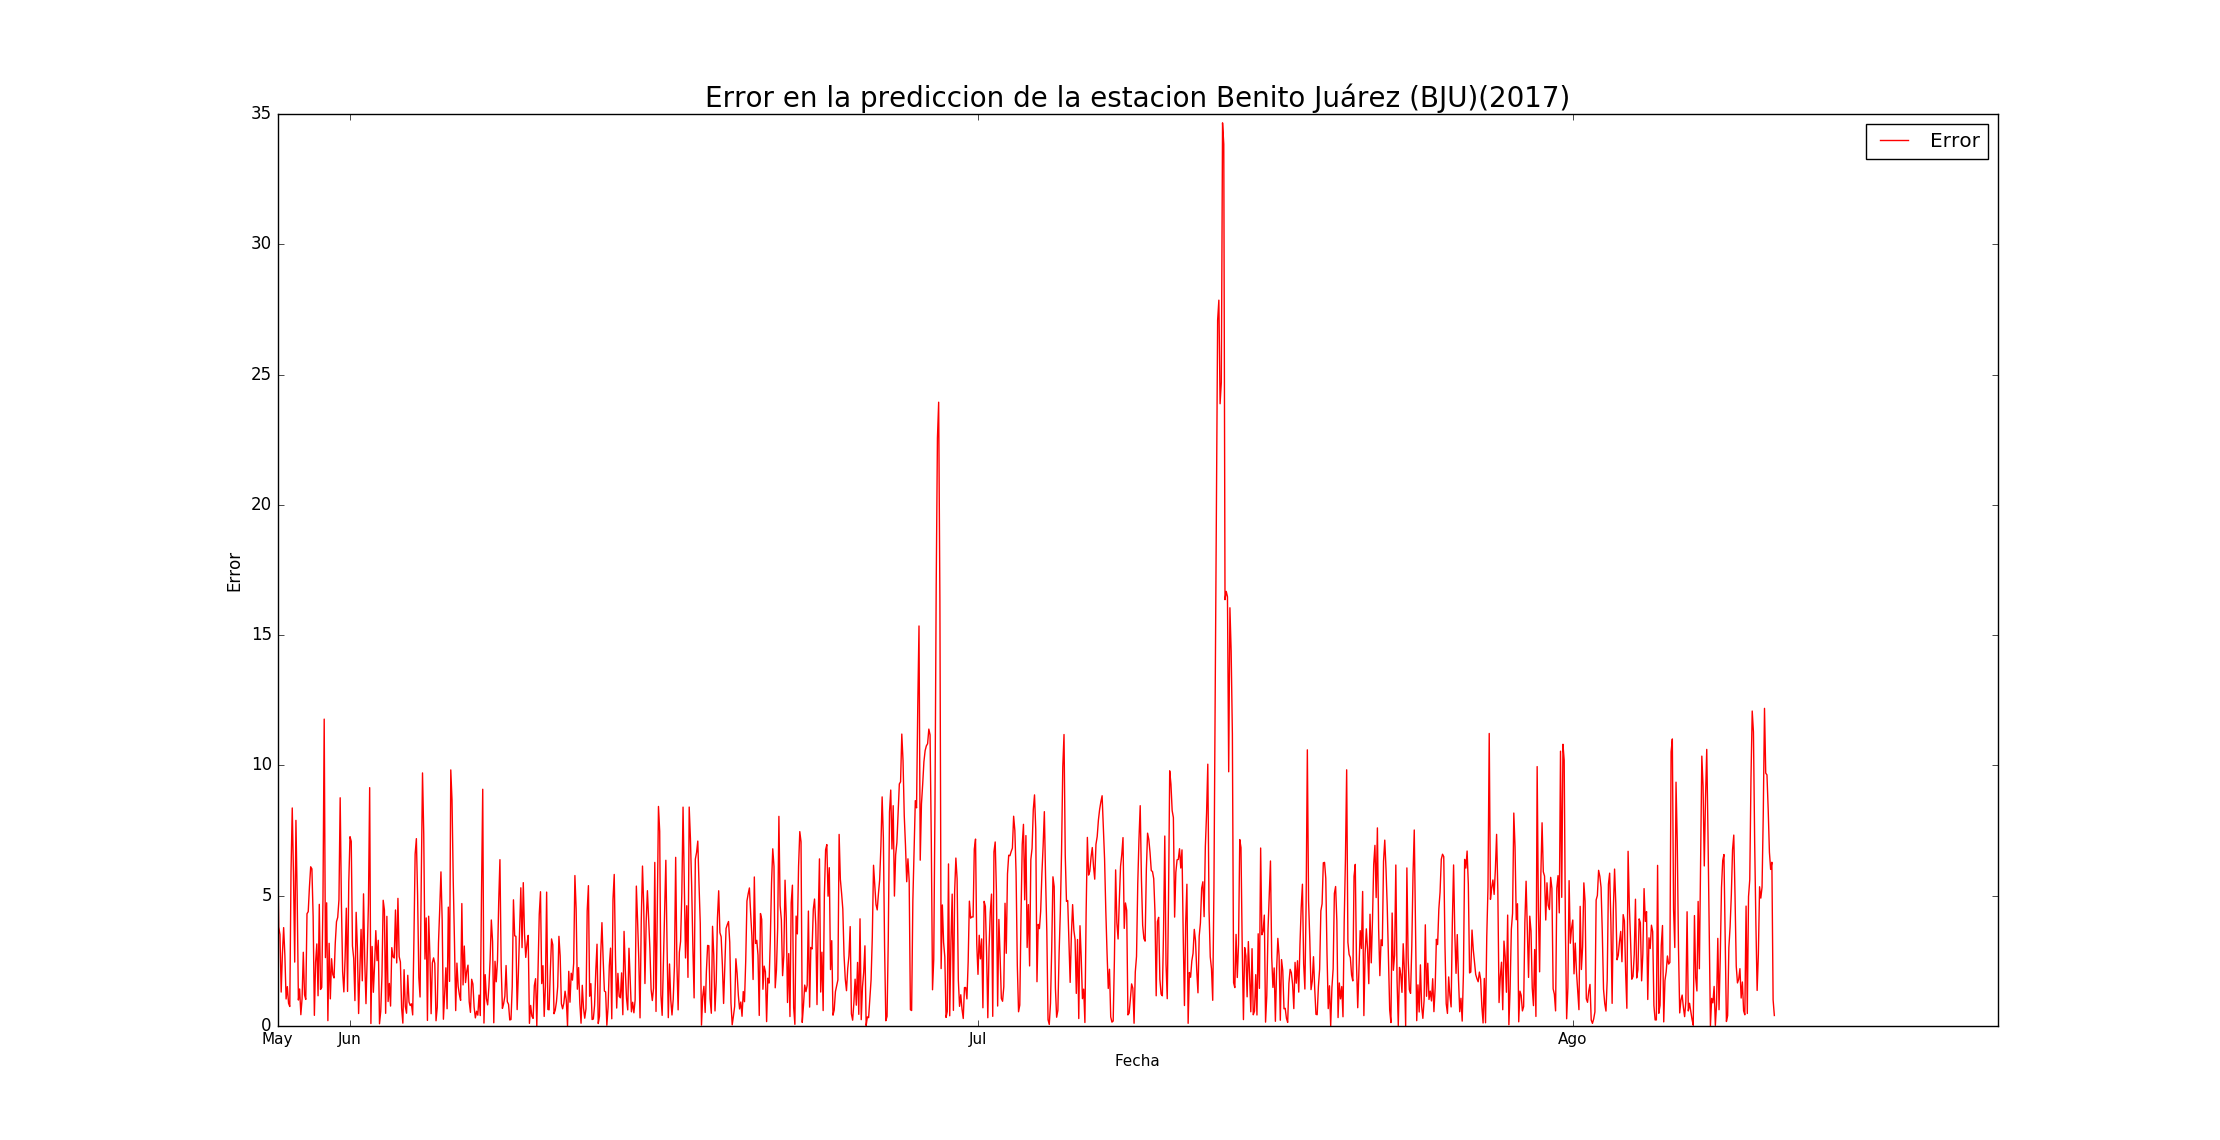 Error en la prediccion de la estacion Benito Juárez (BJU)(2017)
35
30
25
20
15
10
5
0
Error
Error
May
Jun
Jul
Ago
Fecha